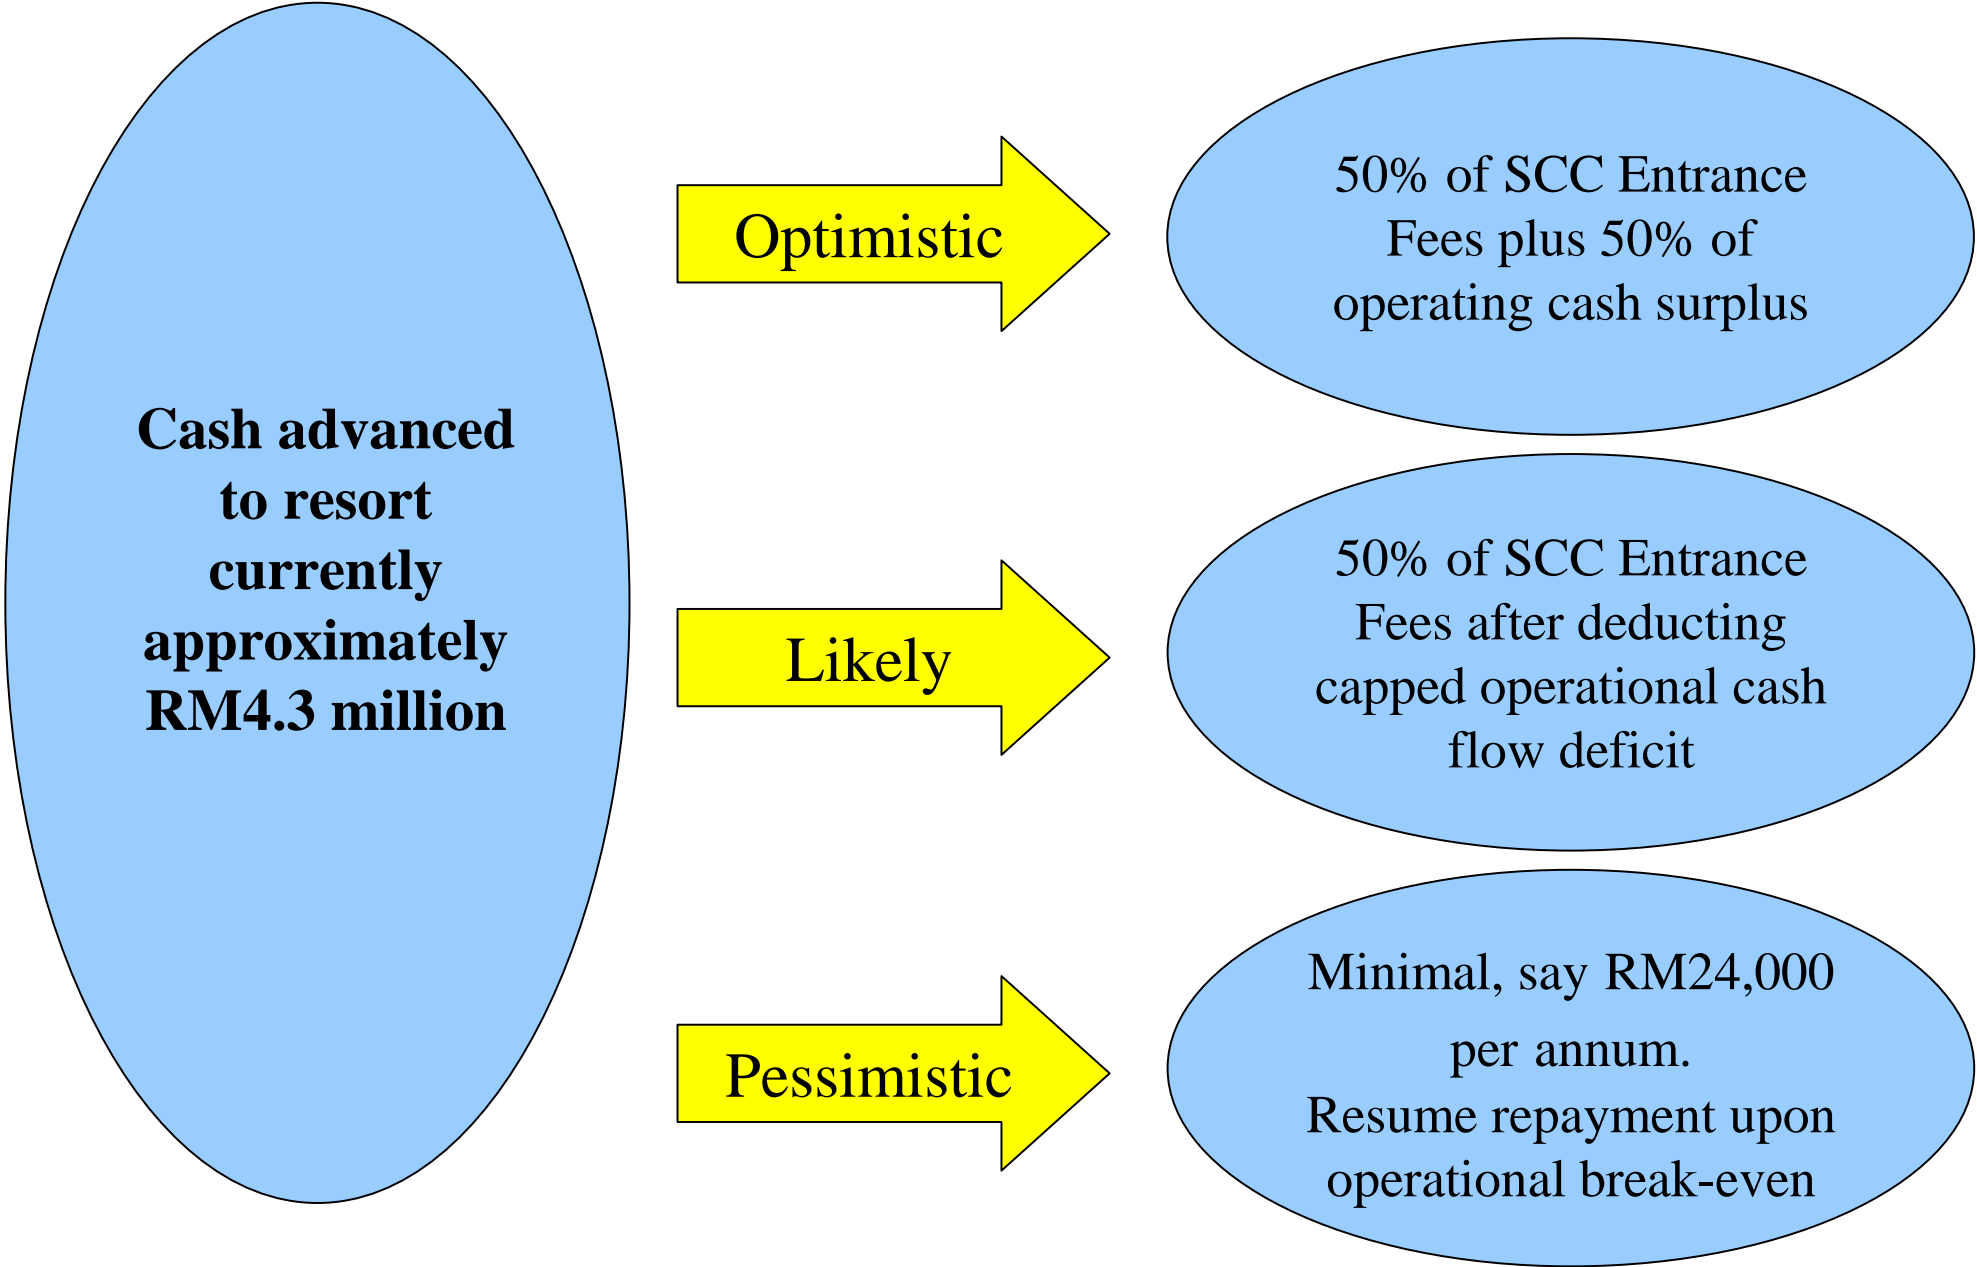 Cash advanced
to resort
currently
approximately
RM4.3 million
Optimistic
50% of SCC Entrance
Fees plus 50% of
operating cash surplus
Likely
50% of SCC Entrance
Fees after deducting
capped operational cash
flow deficit
Pessimistic
Minimal, say RM24,000
per annum.
Resume repayment upon
operational break-even